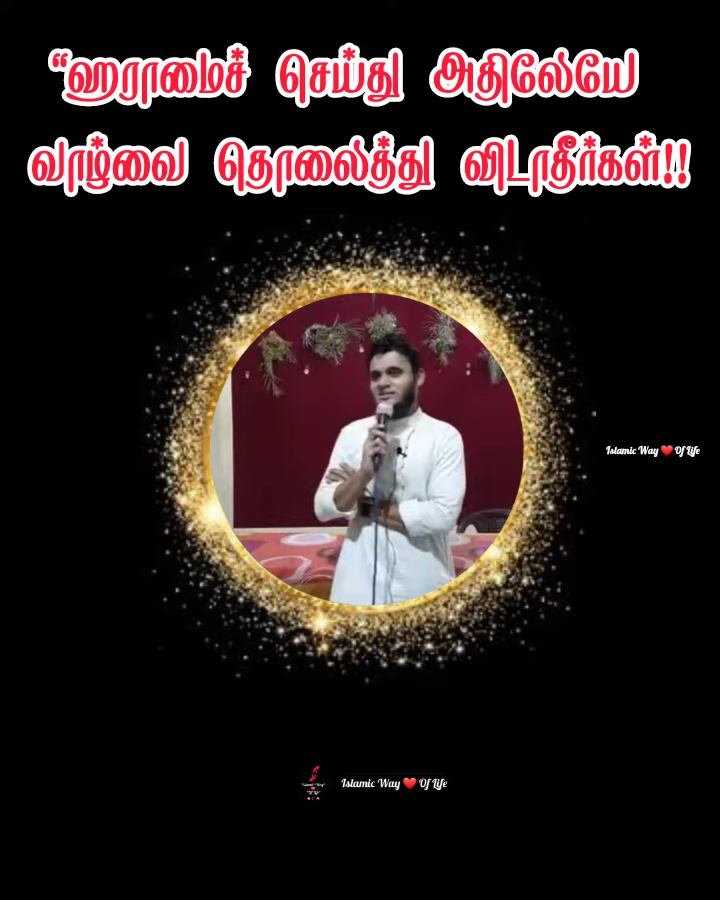 “ஹராமைச் செய்து அதிலேயே
வாழ்வை தொலைத்து விடாதீர்கள்!!
Islamic Way ❤️ Of Life
Islamic Way ❤️ Of Life